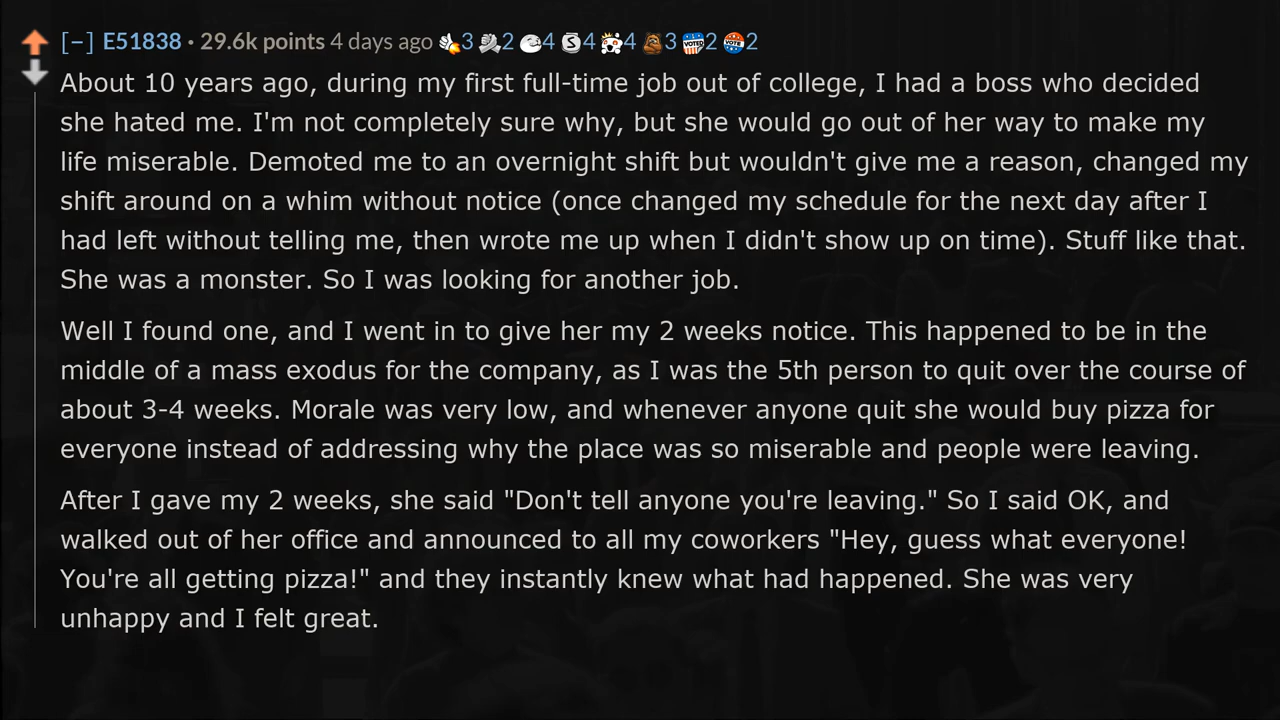 [–] E51838 · 29.6k points 4 days ago 3 2 4 4 4 3 2 2
About 10 years ago, during my first full-time job out of college, I had a boss who decided
she hated me. I'm not completely sure why, but she would go out of her way to make my
life miserable. Demoted me to an overnight shift but wouldn't give me a reason, changed my
shift around on a whim without notice (once changed my schedule for the next day after I
had left without telling me, then wrote me up when I didn't show up on time). Stuff like that.
She was a monster. So I was looking for another job.
Well I found one, and I went in to give her my 2 weeks notice. This happened to be in the
middle of a mass exodus for the company, as I was the 5th person to quit over the course of
about 3-4 weeks. Morale was very low, and whenever anyone quit she would buy pizza for
everyone instead of addressing why the place was so miserable and people were leaving.
After I gave my 2 weeks, she said "Don't tell anyone you're leaving." So I said OK, and
walked out of her office and announced to all my coworkers "Hey, guess what everyone!
You're all getting pizza!" and they instantly knew what had happened. She was very
unhappy and I felt great.